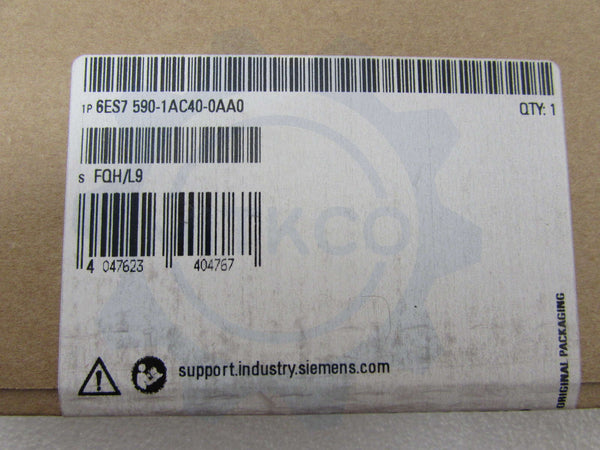 1P 6ES7 590-1AC40-0AA0 QTY: 1
S FQH/L9
4 047623 404767
support.industry.siemens.com
ORIGINAL PACKAGING